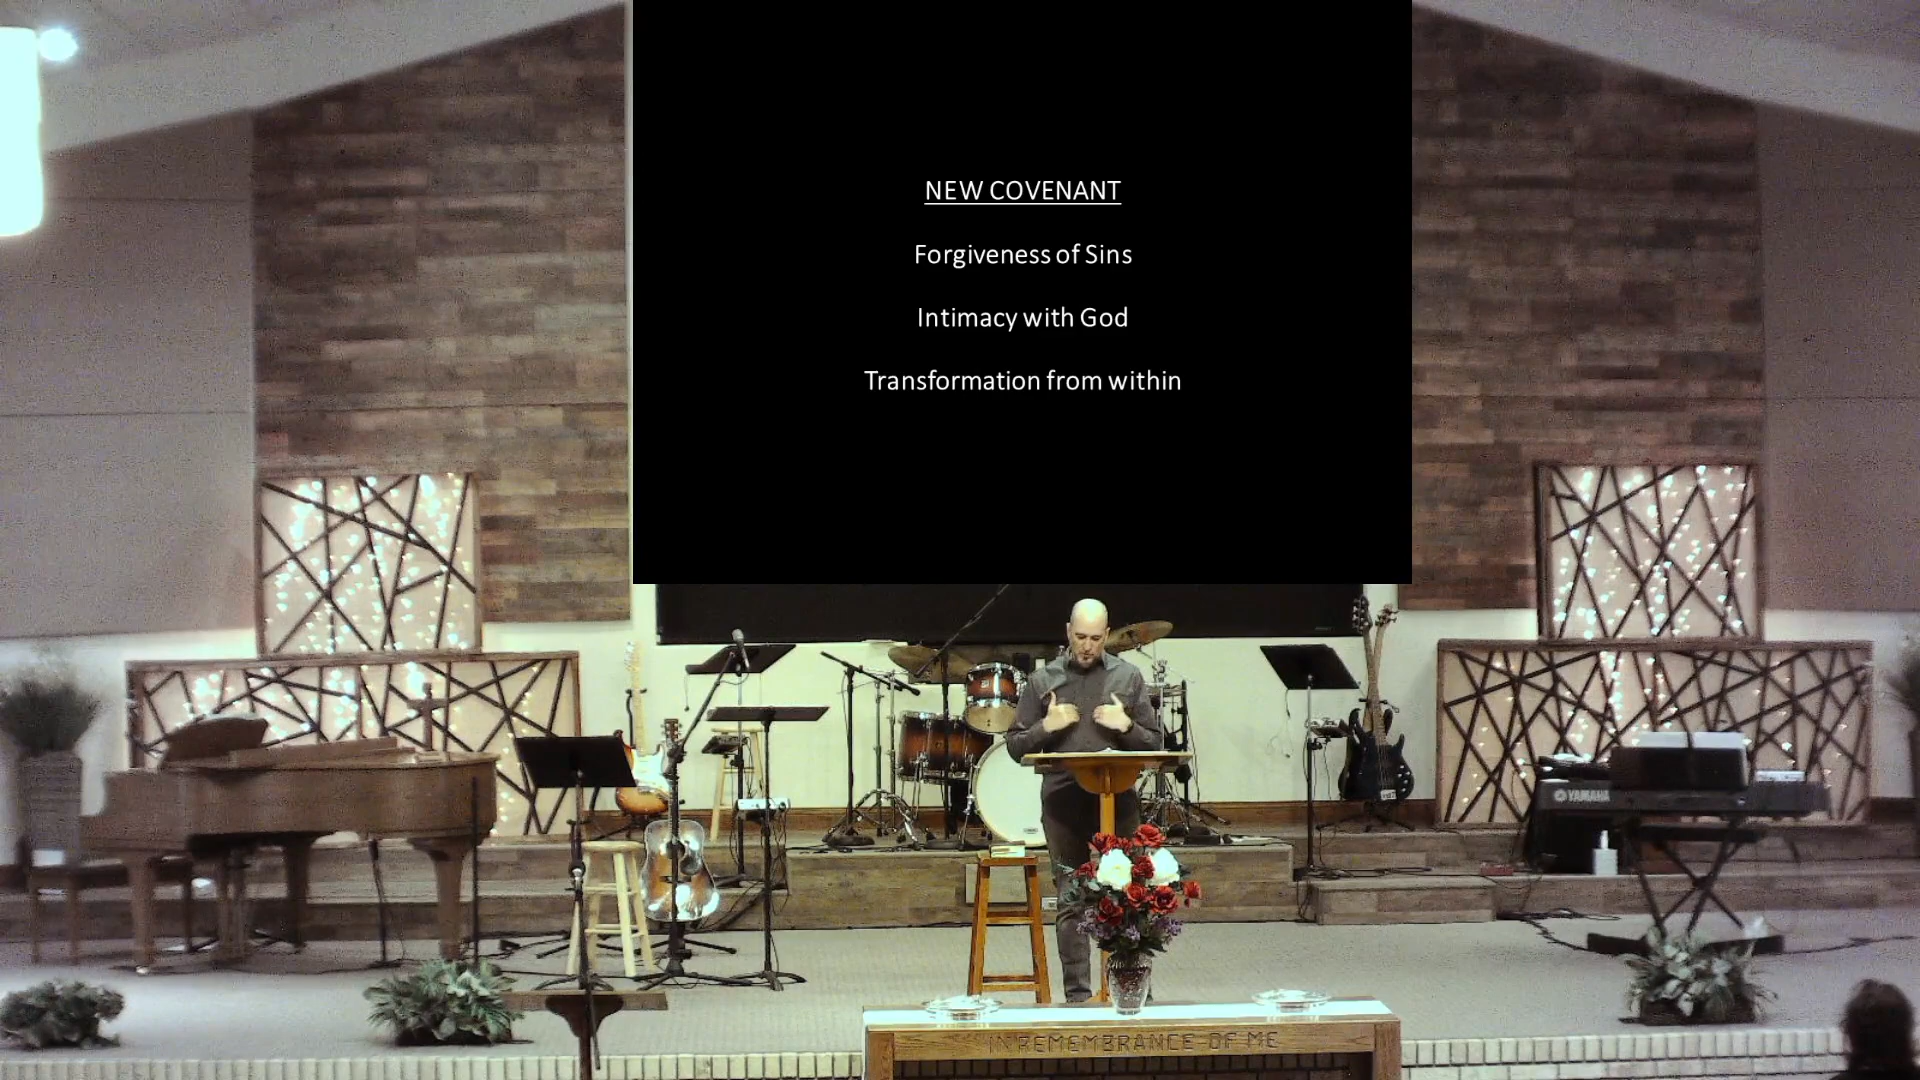 NEW COVENANT
Forgiveness of Sins
Intimacy with God
Transformation from within
YAMAHA
IN REMEMBRANCE OF ME